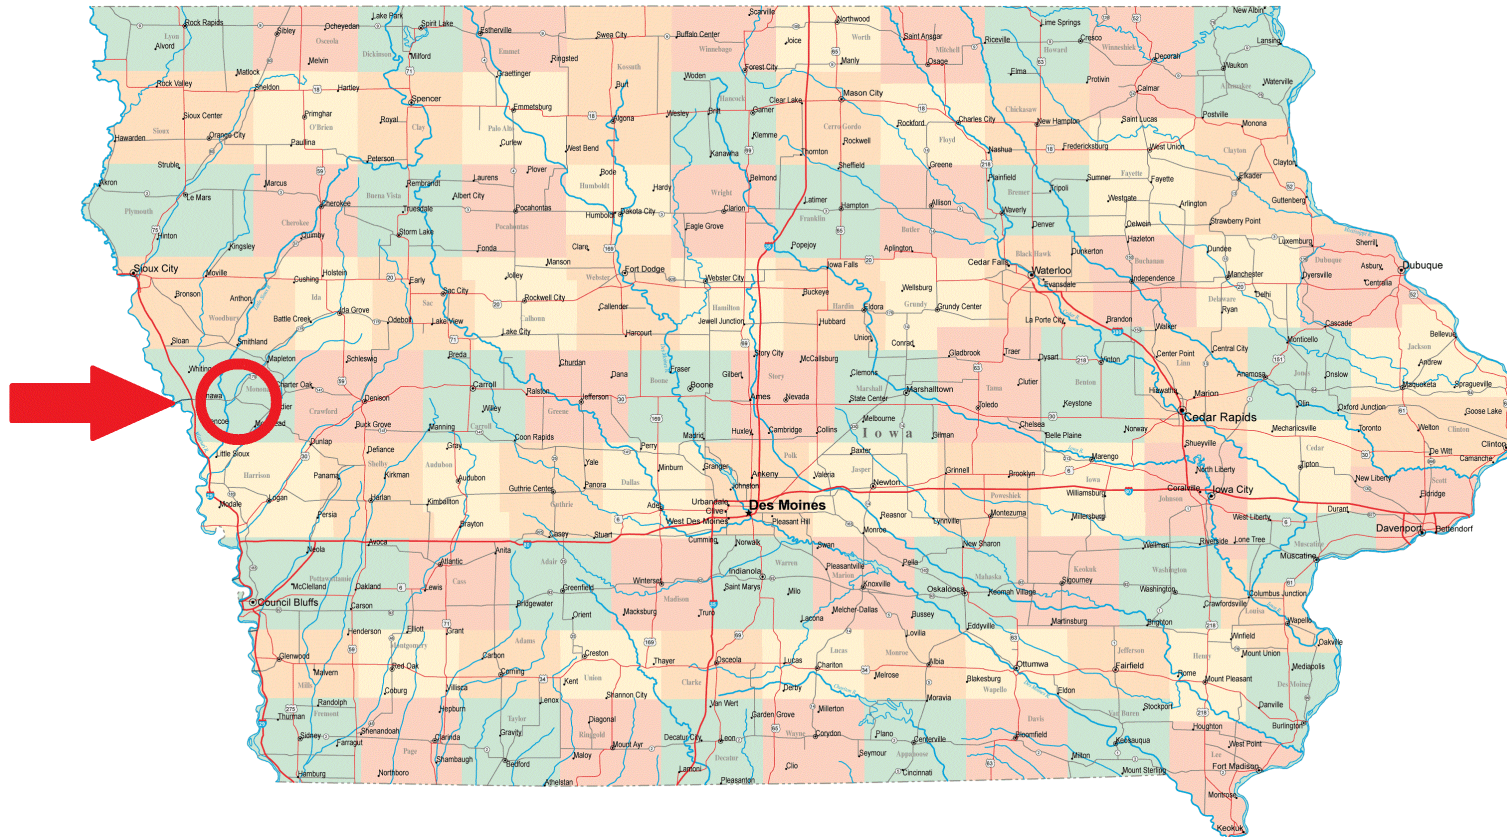 Rock Rapids
Lyon
Alvord
Sibley
Osceola
Ocheyedan
Melvin
Lake Park
Spirit Lake
Dickinson
Milford
Estherville
Emmet
Ringsted
Graettinger
Swea City
Kossuth
Burt
Buffalo Center
Winnebago
Forest City
Scarville
Joice
Northwood
Worth
Manly
Saint Ansgar
Mitchell
Osage
Riceville
Lime Springs
Cresco
Howard
Elma
Protivin
Winneshiek
Decorah
New Albin
Lansing
Waukon
Waterville
Allamakee
Rock Valley
Matlock
Sheldon
Hartley
Spencer
Emmetsburg
Woden
Hancock
Britt
Garner
Clear Lake
Mason City
Calmar
Postville
Monona
Sioux Center
Sioux
Orange City
Hawarden
Primghar
O'Brien
Paullina
Royal
Clay
Peterson
Palo Alto
Curlew
Algona
West Bend
Wesley
Klemme
Kanawha
Cerro Gordo
Rockwell
Thornton
Sheffield
Rockford
Floyd
Charles City
Chickasaw
New Hampton
Nashua
Fredericksburg
Saint Lucas
West Union
Clayton
Clayton
Elkader
Guttenberg
Struble
Akron
Le Mars
Plymouth
Hinton
Marcus
Cherokee
Cherokee
Quimby
Kingsley
Rembrandt
Buena Vista
Truesdale
Storm Lake
Albert City
Laurens
Plover
Pocahontas
Pocahontas
Fonda
Bode
Humboldt
Humboldt
Dakota City
Hardy
Wright
Clarion
Eagle Grove
Belmond
Latimer
Franklin
Hampton
Popejoy
Greene
Allison
Butler
Aplington
Plainfield
Bremer
Tripoli
Waverly
Denver
Sumner
Fayette
Fayette
Westgate
Oelwein
Hazleton
Arlington
Strawberry Point
Sioux City
Moville
Bronson
Anthon
Woodbury
Sloan
Smithland
Cushing
Holstein
Ida
Battle Creek
Ida Grove
Early
Sac City
Sac
Odebolt
Lake View
Jolley
Rockwell City
Calhoun
Lake City
Manson
Clare
Fort Dodge
Webster
Callender
Harcourt
Webster City
Hamilton
Jewell Junction
Buckeye
Iowa Falls
Hardin
Eldora
Hubbard
Union
Wellsburg
Grundy
Grundy Center
Conrad
Cedar Falls
Black Hawk
Waterloo
Evansdale
La Porte City
Dunkerton
Buchanan
Independence
Brandon
Walker
Dundee
Manchester
Delaware
Delhi
Ryan
Luxemburg
Dyersville
Dubuque
Sherrill
Asbury
Centralia
Dubuque
Cascade
Bellevue
Whiting
Mapleton
Charter Oak
Schleswig
Crawford
Denison
Buck Grove
Dunlap
Breda
Carroll
Carroll
Wiley
Manning
Churdan
Ralston
Greene
Jefferson
Coon Rapids
Dana
Boone
Fraser
Boone
Perry
Madrid
Story City
Gilbert
Story
Ames
Nevada
Huxley
Cambridge
Collins
McCallsburg
Clemons
Marshall
State Center
Marshalltown
Melbourne
Iowa
Gilman
Gladbrook
Traer
Tama
Clutier
Toledo
Chelsea
Belle Plaine
Dysart
Vinton
Benton
Keystone
Norway
Center Point
Linn
Central City
Hiawatha
Marion
Cedar Rapids
Anamosa
Monticello
Jones
Onslow
Olin
Oxford Junction
Jackson
Andrew
Maquoketa
Spragueville
Goose Lake
Mechanicsville
Toronto
Welton
Clinton
Clinton
De Witt
Camanche
Little Sioux
Harrison
Logan
Modale
Defiance
Shelby
Panama
Harlan
Persia
Kirkman
Gray
Audubon
Audubon
Kimballton
Brayton
Yale
Guthrie Center
Panora
Guthrie
Minburn
Dallas
Adel
Granger
Polk
Ankeny
Johnston
Urbandale
Clive
West Des Moines
Des Moines
Pleasant Hill
Baxter
Valeria
Jasper
Newton
Monroe
Reasnor
Lynnville
Grinnell
Brooklyn
Poweshiek
Montezuma
Marengo
Iowa
Williamsburg
Millersburg
Shueyville
North Liberty
Coralville
Johnson
Iowa City
West Liberty
Cedar
Tipton
New Liberty
Durant
Scott
Eldridge
Davenport
Bettendorf
Neola
Avoca
McClelland
Pottawattamie
Oakland
Council Bluffs
Carson
Atlantic
Cass
Lewis
Anita
Casey
Stuart
Adair
Greenfield
Bridgewater
Orient
Winterset
Madison
Macksburg
Cumming
Norwalk
Warren
Indianola
Saint Marys
Truro
Milo
Lacona
Swan
Pleasantville
Marion
Knoxville
Melcher-Dallas
Bussey
Pella
New Sharon
Mahaska
Oskaloosa
Eddyville
Keokuk
Sigourney
Keomah Village
Martinsburg
Wellman
Washington
Washington
Brighton
Riverside
Lone Tree
Muscatine
Muscatine
Crawfordsville
Columbus Junction
Louisa
Wapello
Oakville
Henderson
Glenwood
Malvern
Mills
Elliott
Montgomery
Red Oak
Grant
Coburg
Villisca
Carbon
Adams
Corning
Creston
Union
Kent
Shannon City
Thayer
Osceola
Clarke
Lucas
Lucas
Chariton
Derby
Lovilia
Monroe
Albia
Melrose
Moravia
Ottumwa
Blakesburg
Wapello
Eldon
Jefferson
Fairfield
Stockport
Winfield
Henry
Mount Union
Rome
Mount Pleasant
Mediapolis
Des Moines
Danville
Burlington
Randolph
Fremont
Thurman
Sidney
Farragut
Hamburg
Shenandoah
Page
Northboro
Hepburn
Clarinda
Shambaugh
Lenox
Taylor
Gravity
Bedford
Athelstan
Diagonal
Ringgold
Mount Ayr
Maloy
Van Wert
Decatur City
Leon
Decatur
Lamoni
Pleasanton
Garden Grove
Wayne
Corydon
Clio
Millerton
Plano
Centerville
Seymour
Appanoose
Cincinnati
Davis
Bloomfield
Milton
Van Buren
Keosauqua
Mount Sterling
Houghton
West Point
Lee
Fort Madison
Montrose
Keokuk